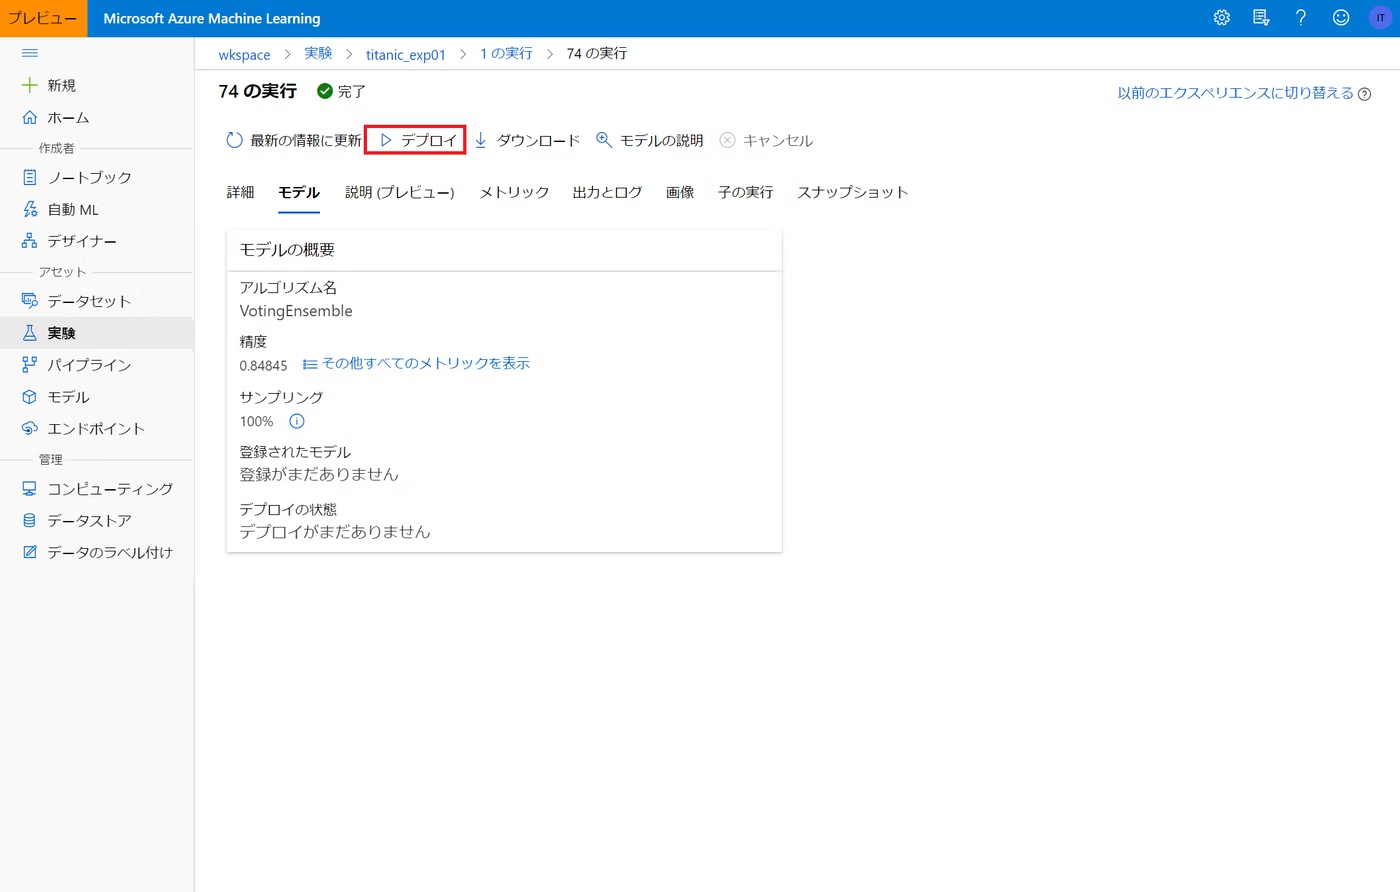 プレビュー
Microsoft Azure Machine Learning
IT
新規
ホーム
作成者
ノートブック
自動 ML
デザイナー
アセット
データセット
実験
パイプライン
モデル
エンドポイント
管理
コンピューティング
データストア
データのラベル付け
wkspace > 実験 > titanic_exp01 > 1 の実行 > 74 の実行
74 の実行 完了
以前のエクスペリエンスに切り替える
最新の情報に更新 デプロイ ダウンロード モデルの説明 キャンセル
詳細 モデル 説明 (プレビュー) メトリック 出力とログ 画像 子の実行 スナップショット
モデルの概要
アルゴリズム名
VotingEnsemble
精度
0.84845 その他すべてのメトリックを表示
サンプリング
100%
登録されたモデル
登録がまだありません
デプロイの状態
デプロイがまだありません